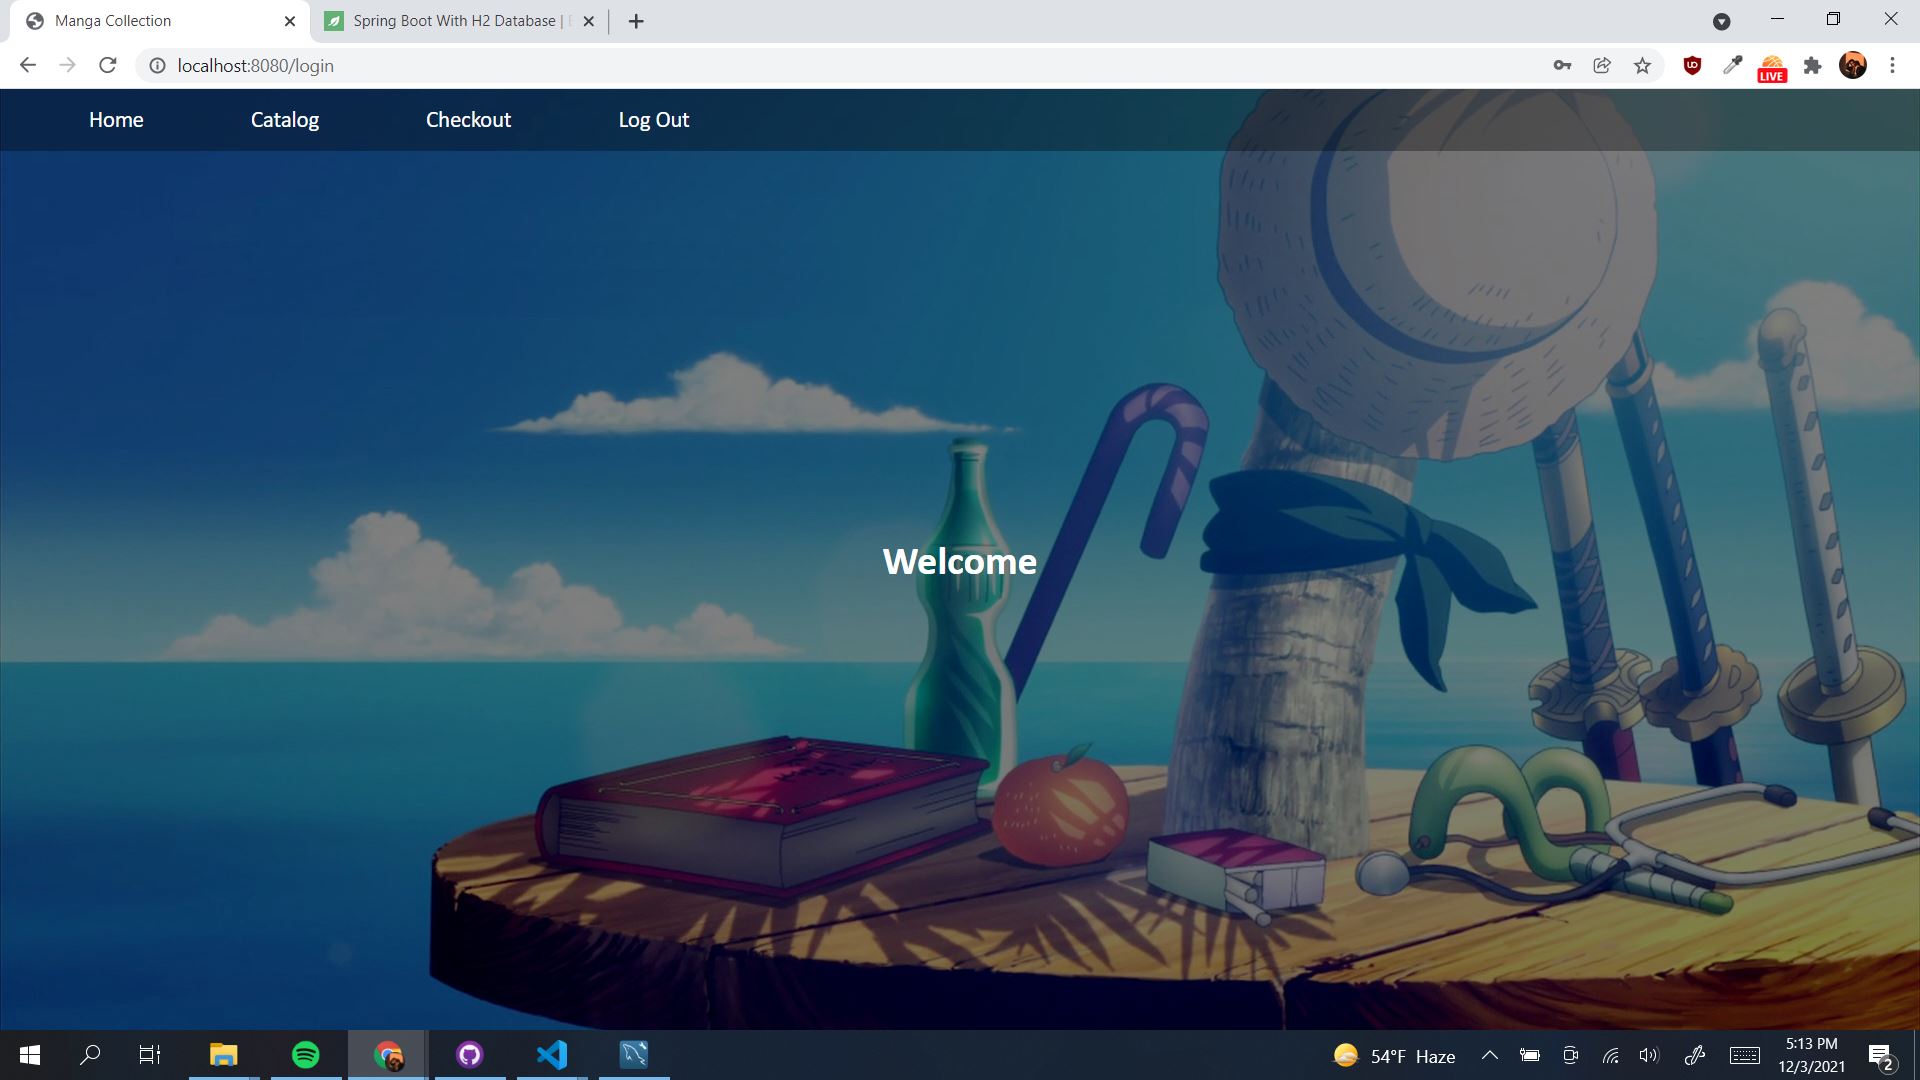 Manga Collection
Spring Boot With H2 Database |
localhost:8080/login
LIVE
Home
Catalog
Checkout
Log Out
Welcome
54°F Haze
5:13 PM
12/3/2021
2